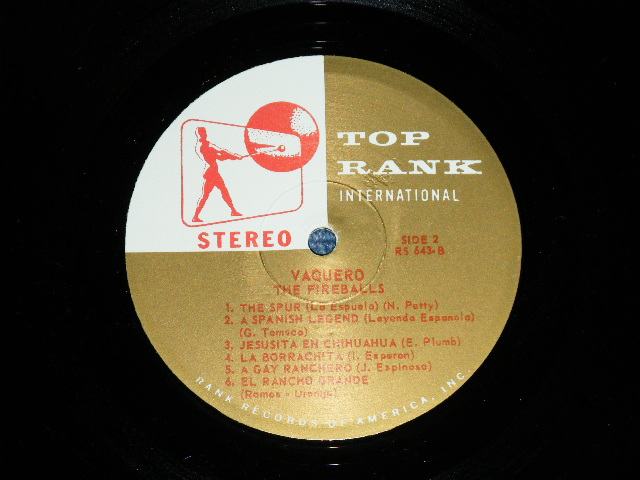 TOP
RANK
INTERNATIONAL
STEREO
SIDE 2
RS 643-B
VAQUERO
THE FIREBALLS
1. THE SPUR (La Espuela) (N. Petty)
2. A SPANISH LEGEND (Leyenda Espanola)
(G. Tomsco)
3. JESUSITA EN CHIHUAHUA (E. Plumb)
4. LA BORRACHITA (I. Esperon)
5. A GAY RANCHERO (J. Espinosa)
6. EL RANCHO GRANDE
(Ramos - Uranga)
RANK RECORDS OF AMERICA, INC.